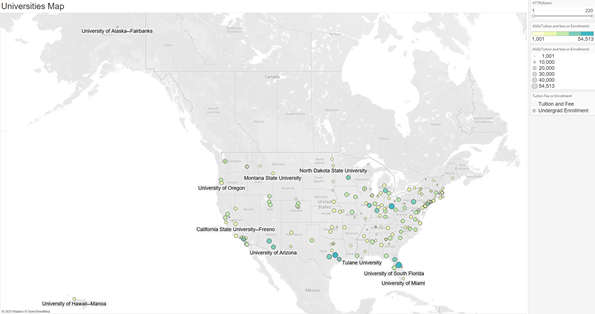 Universities Map
University of Alaska—Fairbanks
Canada
North Dakota State University
Montana State University
University of Oregon
United States
California State University—Fresno
University of Arizona
Tulane University
University of South Florida
University of Miami
Mexico
University of Hawaii—Manoa
© 2023 Mapbox © OpenStreetMap
ATTR(Rank)
1 220
AGG(Tuition and fees or Enrollment)
1,001 54,513
AGG(Tuition and fees or Enrollment)
1,001
10,000
20,000
30,000
40,000
54,513
Tuition Fee or Enrollment
Tuition and Fee
Undergrad Enrollment